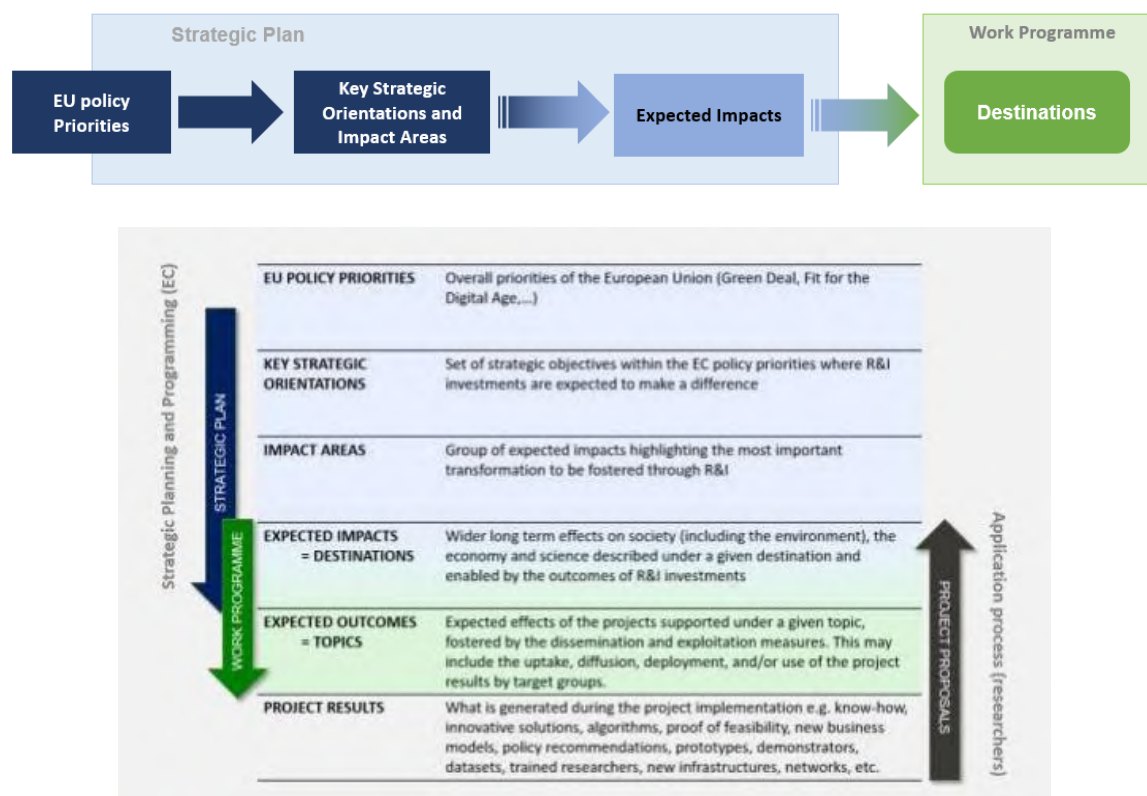 Strategic Plan
Work Programme
EU policy
Priorities
Key Strategic
Orientations and
Impact Areas
Expected Impacts
Destinations
Strategic Planning and Programming (EC)
STRATEGIC PLAN
WORK PROGRAMME
EU POLICY PRIORITIES
Overall priorities of the European Union (Green Deal, Fit for the
Digital Age,...)
KEY STRATEGIC
ORIENTATIONS
Set of strategic objectives within the EC policy priorities where R&I
investments are expected to make a difference
IMPACT AREAS
Group of expected impacts highlighting the most important
transformation to be fostered through R&I
EXPECTED IMPACTS
= DESTINATIONS
Wider long term effects on society (including the environment), the
economy and science described under a given destination and
enabled by the outcomes of R&I investments
EXPECTED OUTCOMES
= TOPICS
Expected effects of the projects supported under a given topic,
fostered by the dissemination and exploitation measures. This may
include the uptake, diffusion, deployment, and/or use of the project
results by target groups.
PROJECT RESULTS
What is generated during the project implementation e.g. know-how,
innovative solutions, algorithms, proof of feasibility, new business
models, policy recommendations, prototypes, demonstrators,
datasets, trained researchers, new infrastructures, networks, etc.
PROJECT PROPOSALS
Application process (researchers)